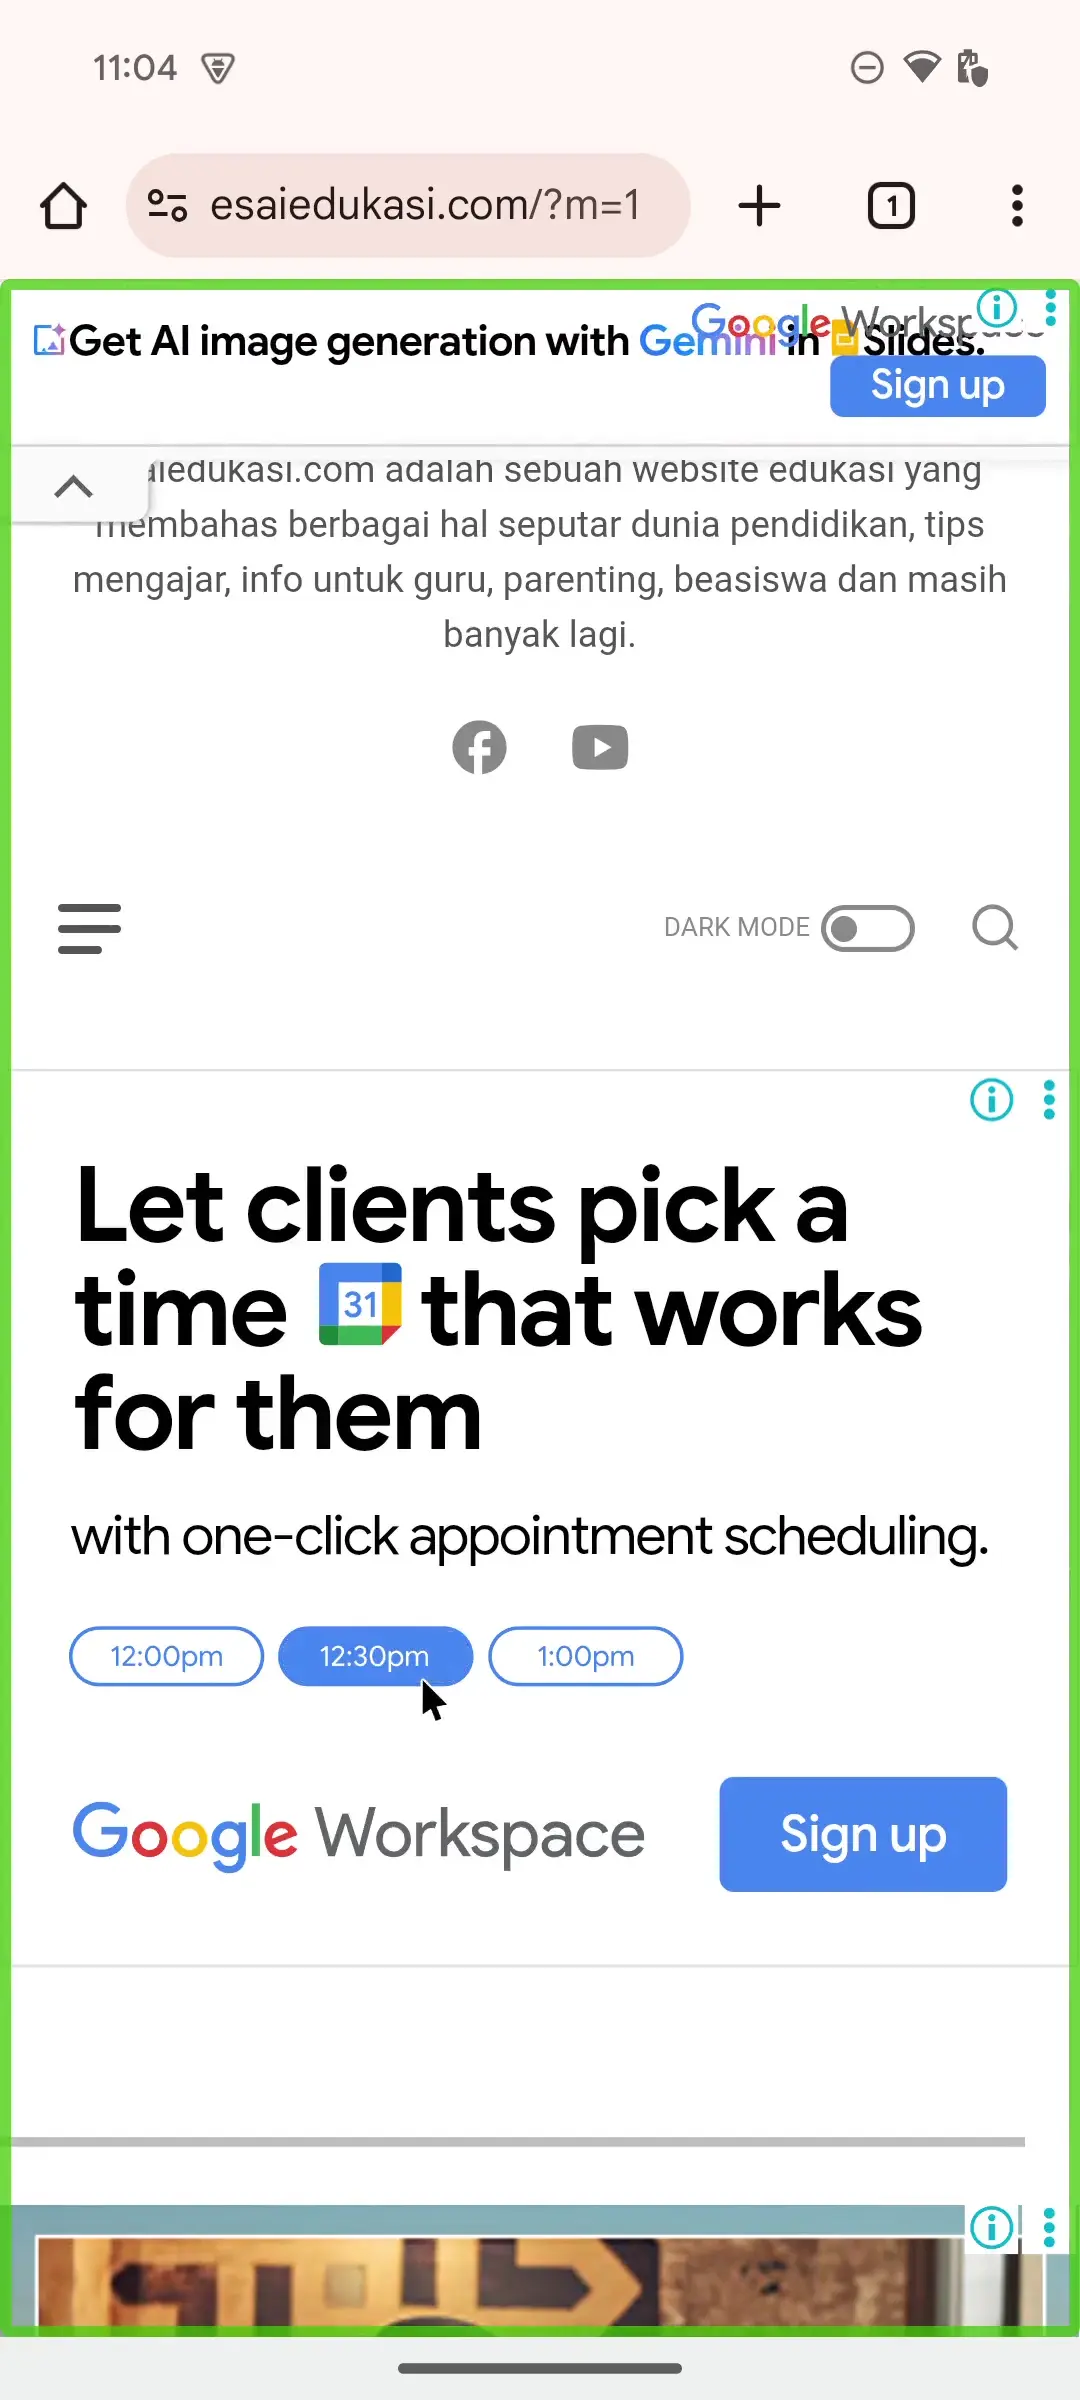 11:04
esaiedukasi.com/?m=1
1
Get AI image generation with Gemini in Slides.
Google Workspace
Sign up
adalah sebuah website edukasi yang
membahas berbagai hal seputar dunia pendidikan, tips
mengajar, info untuk guru, parenting, beasiswa dan masih
banyak lagi.
DARK MODE
Let clients pick a
time 31 that works
for them
with one-click appointment scheduling.
12:00pm 12:30pm 1:00pm
Google Workspace Sign up